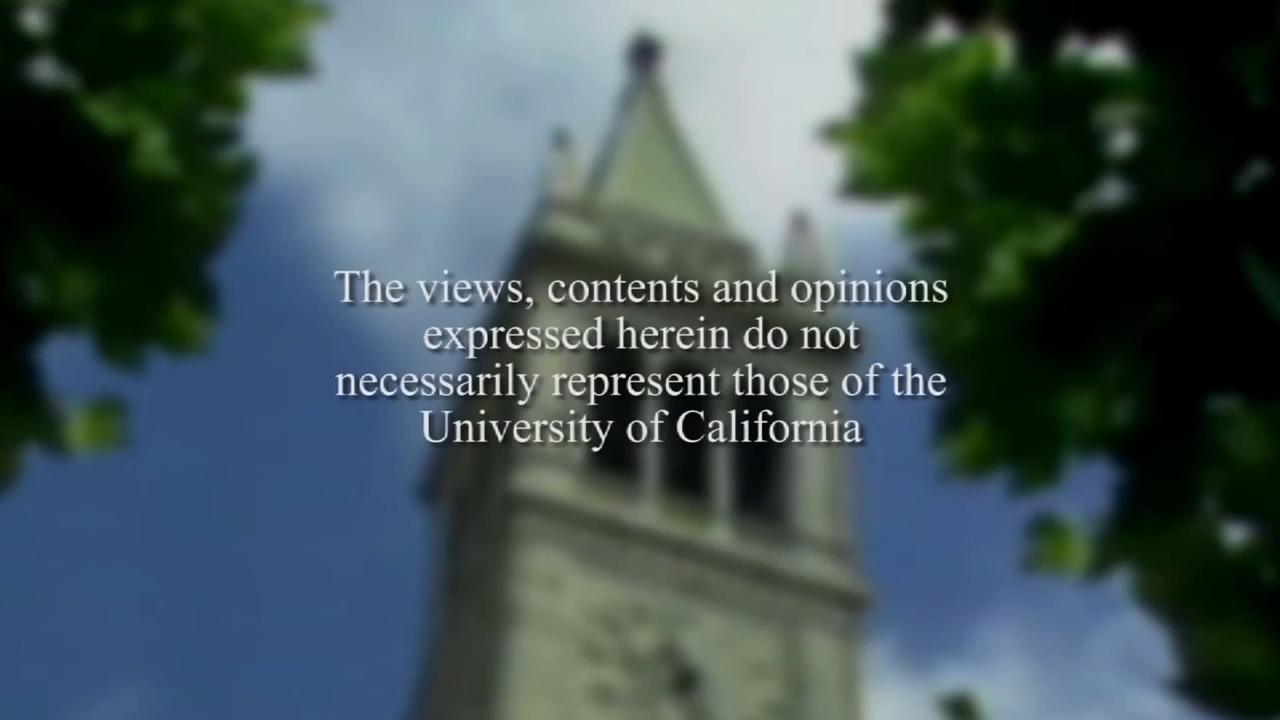 The views, contents and opinions
expressed herein do not
necessarily represent those of the
University of California